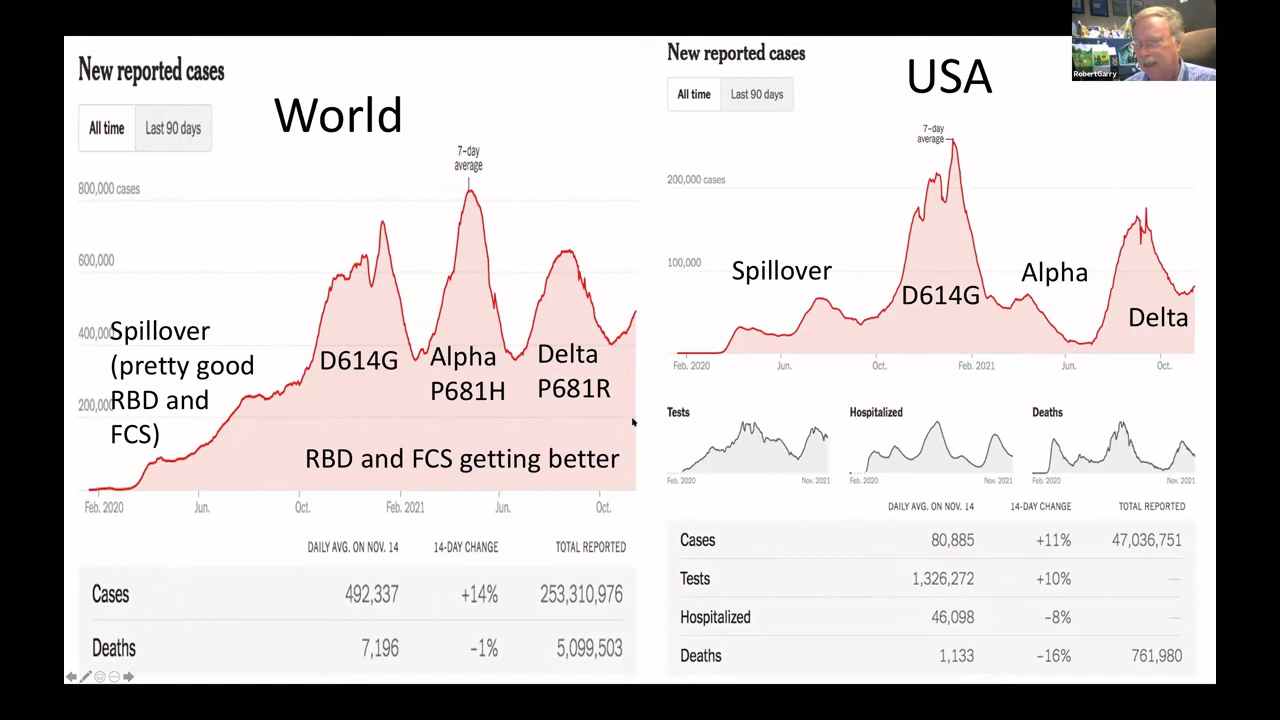 New reported cases
All time
Last 90 days
World
7-day
average
800,000 cases
600,000
400,000
200,000
Spillover
(pretty good
RBD and
FCS)
D614G
Alpha
P681H
Delta
P681R
RBD and FCS getting better
Feb. 2020
Jun.
Oct.
Feb. 2021
Jun.
Oct.
DAILY AVG. ON NOV. 14
14-DAY CHANGE
TOTAL REPORTED
Cases 492,337 +14% 253,310,976
Deaths 7,196 –1% 5,099,503
New reported cases
All time
Last 90 days
USA
7-day
average
200,000 cases
100,000
Spillover
D614G
Alpha
Delta
Feb. 2020
Jun.
Oct.
Feb. 2021
Jun.
Oct.
Tests
Feb. 2020
Nov. 2021
Hospitalized
Feb. 2020
Nov. 2021
Deaths
Feb. 2020
Nov. 2021
DAILY AVG. ON NOV. 14
14-DAY CHANGE
TOTAL REPORTED
Cases 80,885 +11% 47,036,751
Tests 1,326,272 +10% —
Hospitalized 46,098 –8% —
Deaths 1,133 –16% 761,980
RobertGarry